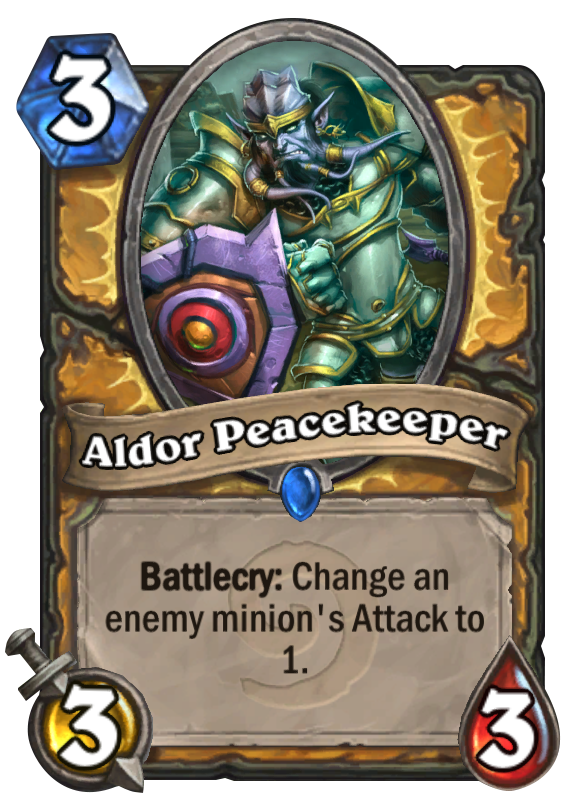 3
Aldor Peacekeeper
Battlecry: Change an
enemy minion's Attack to
1.
3
3